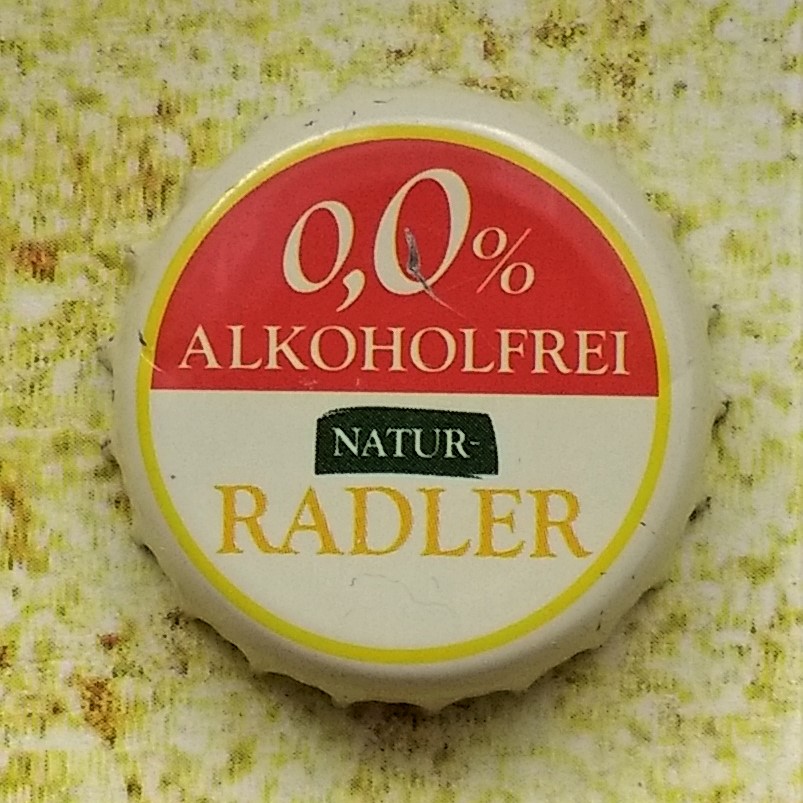 0,0%
ALKOHOLFREI
NATUR-
RADLER